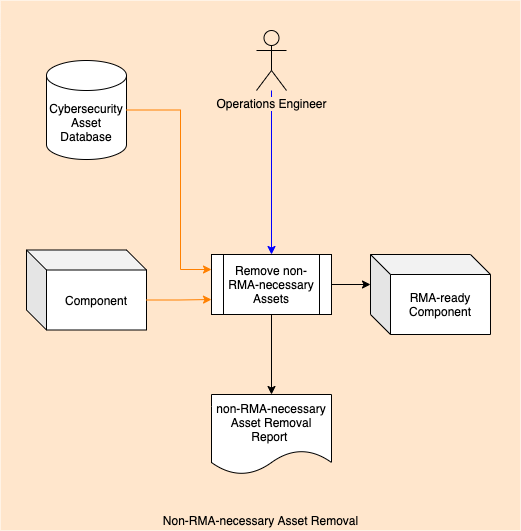 Operations Engineer
Cybersecurity
Asset
Database
Component
Remove non-
RMA-necessary
Assets
RMA-ready
Component
non-RMA-necessary
Asset Removal
Report
Non-RMA-necessary Asset Removal